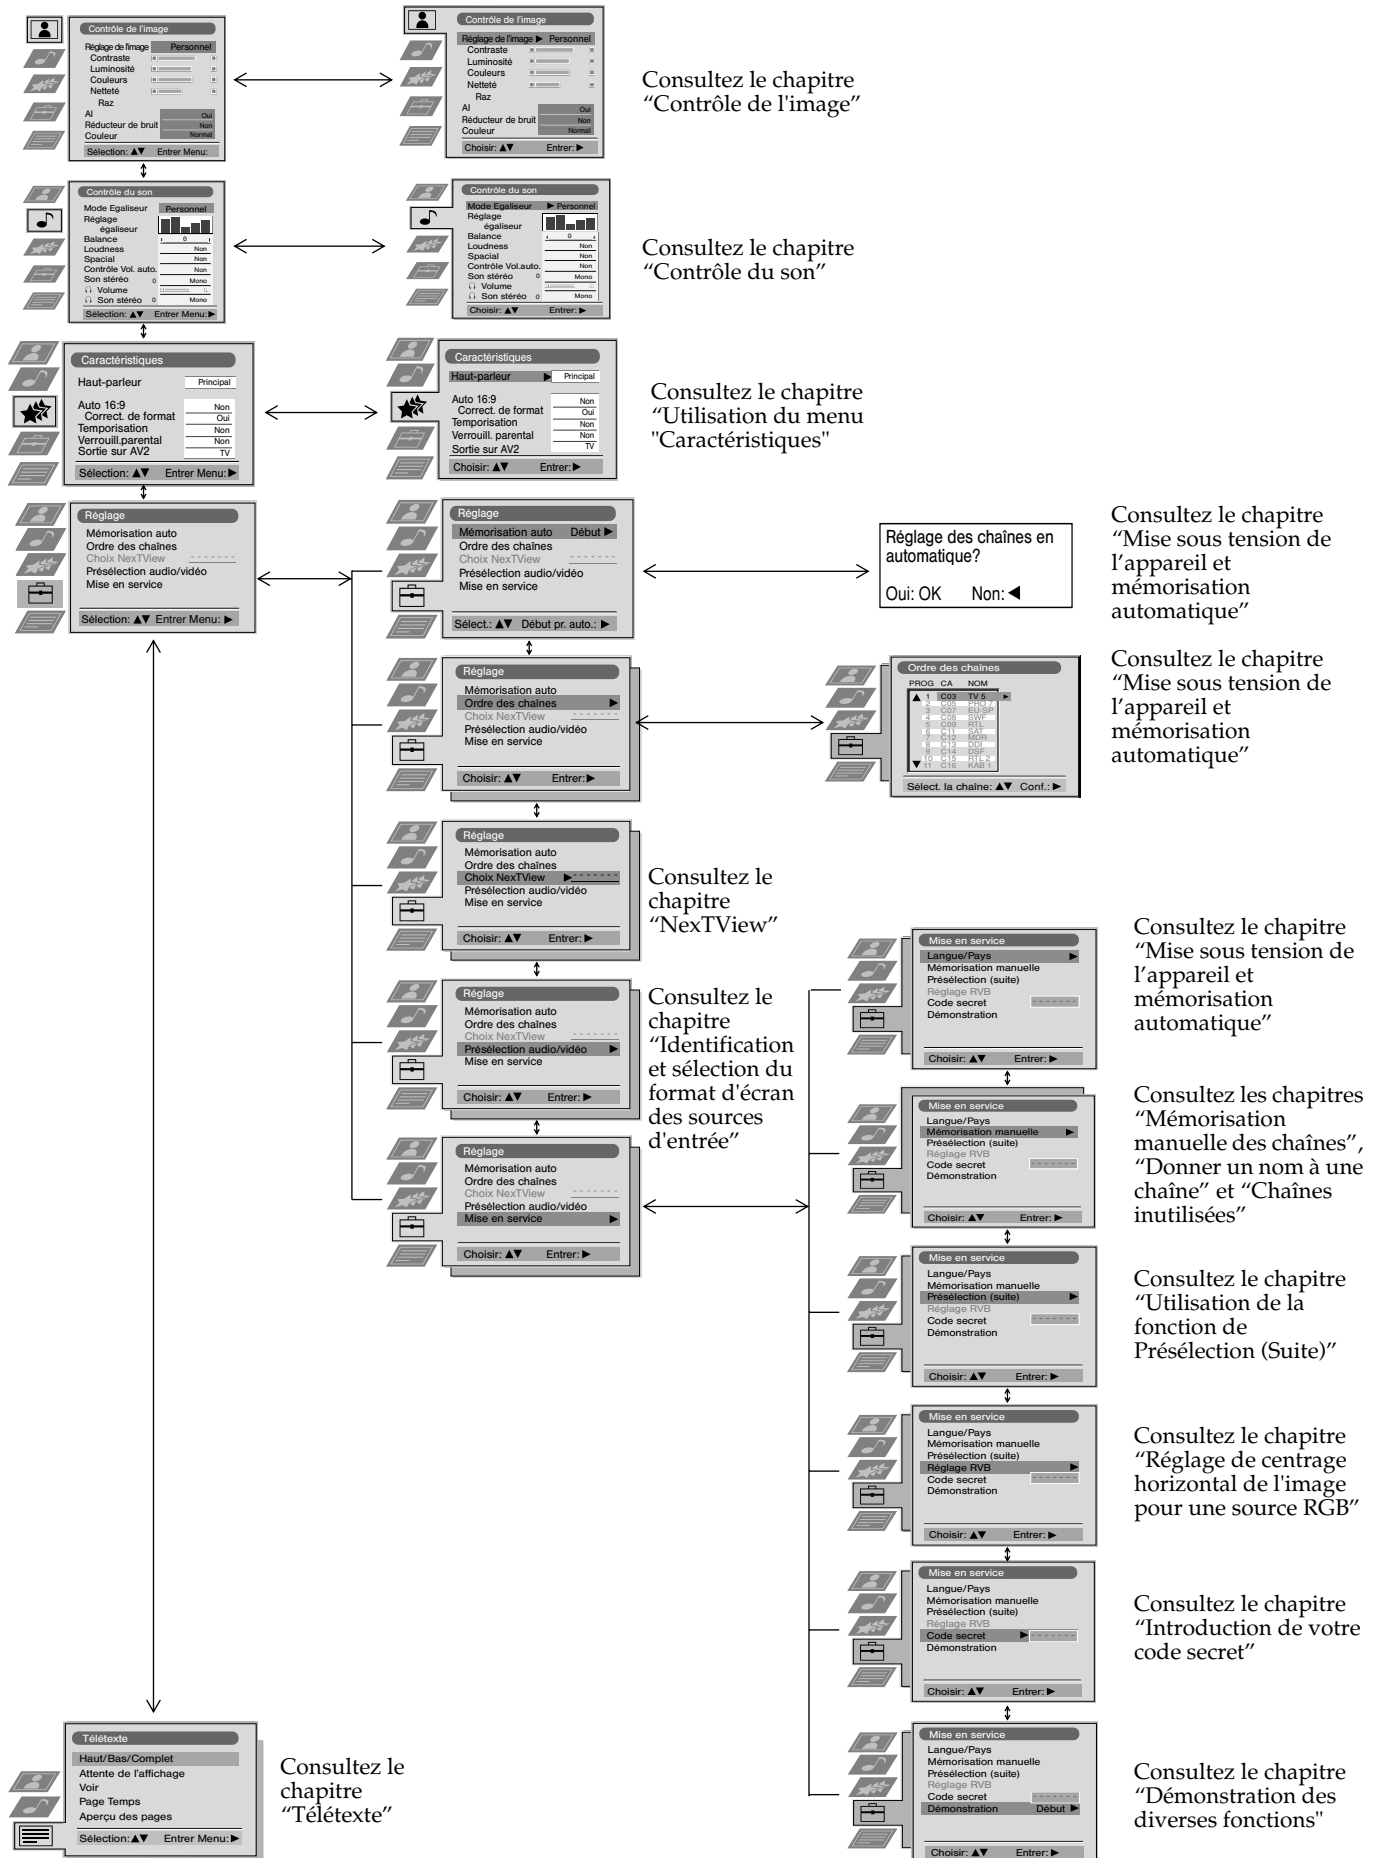 Contrôle de l'image
Réglage de l'image Personnel
Contraste
Luminosité
Couleurs
Netteté
Raz
AI Oui
Réducteur de bruit Non
Couleur Normal
Sélection: ▲▼ Entrer Menu:
Contrôle de l'image
Réglage de l'image ▶ Personnel
Contraste
Luminosité
Couleurs
Netteté
Raz
AI Oui
Réducteur de bruit Non
Couleur Normal
Choisir: ▲▼ Entrer: ▶
Consultez le chapitre
“Contrôle de l'image”
Contrôle du son
Mode Egaliseur Personnel
Réglage
égaliseur
Balance 0
Loudness Non
Spacial Non
Contrôle Vol. auto. Non
Son stéréo 0 Mono
Volume
Son stéréo 0 Mono
Sélection: ▲▼ Entrer Menu: ▶
Contrôle du son
Mode Egaliseur ▶ Personnel
Réglage
égaliseur
Balance 0
Loudness Non
Spacial Non
Contrôle Vol.auto. Non
Son stéréo 0 Mono
Volume
Son stéréo 0 Mono
Choisir: ▲▼ Entrer: ▶
Consultez le chapitre
“Contrôle du son”
Caractéristiques
Haut-parleur Principal
Auto 16:9 Non
Correct. de format Oui
Temporisation Non
Verrouill.parental Non
Sortie sur AV2 TV
Sélection: ▲▼ Entrer Menu: ▶
Caractéristiques
Haut-parleur ▶ Principal
Auto 16:9 Non
Correct. de format Oui
Temporisation Non
Verrouill. parental Non
Sortie sur AV2 TV
Choisir: ▲▼ Entrer: ▶
Consultez le chapitre
“Utilisation du menu
"Caractéristiques"
Réglage
Mémorisation auto
Ordre des chaînes
Choix NexTView - - - - - -
Présélection audio/vidéo
Mise en service
Sélection: ▲▼ Entrer Menu: ▶
Réglage
Mémorisation auto Début ▶
Ordre des chaînes
Choix NexTView - - - - - -
Présélection audio/vidéo
Mise en service
Sélect.: ▲▼ Début pr. auto.: ▶
Réglage des chaînes en
automatique?
Oui: OK Non: ◀
Consultez le chapitre
“Mise sous tension de
l’appareil et
mémorisation
automatique”
Réglage
Mémorisation auto
Ordre des chaînes ▶
Choix NexTView - - - - - -
Présélection audio/vidéo
Mise en service
Choisir: ▲▼ Entrer: ▶
Ordre des chaînes
PROG CA NOM
▲ 1 C03 TV 5 ▶
2 C05 PRO 7
3 C07 EU-SP
4 C08 SWF
5 C09 RTL
6 C11 SAT
7 C12 MDR
8 C13 DDI
9 C14 DSF
10 C15 RTL 2
▼ 11 C16 KAB 1
Sélect. la chaîne: ▲▼ Conf.: ▶
Consultez le chapitre
“Mise sous tension de
l’appareil et
mémorisation
automatique”
Réglage
Mémorisation auto
Ordre des chaînes
Choix NexTView ▶ - - - - - -
Présélection audio/vidéo
Mise en service
Choisir: ▲▼ Entrer: ▶
Consultez le
chapitre
“NexTView”
Réglage
Mémorisation auto
Ordre des chaînes
Choix NexTView - - - - - -
Présélection audio/vidéo ▶
Mise en service
Choisir: ▲▼ Entrer: ▶
Consultez le
chapitre
“Identification
et sélection du
format d'écran
des sources
d'entrée”
Réglage
Mémorisation auto
Ordre des chaînes
Choix NexTView - - - - - -
Présélection audio/vidéo
Mise en service ▶
Choisir: ▲▼ Entrer: ▶
Mise en service
Langue/Pays ▶
Mémorisation manuelle
Présélection (suite)
Réglage RVB
Code secret - - - - - -
Démonstration
Choisir: ▲▼ Entrer: ▶
Consultez le chapitre
“Mise sous tension de
l’appareil et
mémorisation
automatique”
Mise en service
Langue/Pays
Mémorisation manuelle ▶
Présélection (suite)
Réglage RVB
Code secret - - - - - -
Démonstration
Choisir: ▲▼ Entrer: ▶
Consultez les chapitres
“Mémorisation
manuelle des chaînes”,
“Donner un nom à une
chaîne” et “Chaînes
inutilisées”
Mise en service
Langue/Pays
Mémorisation manuelle
Présélection (suite) ▶
Réglage RVB
Code secret - - - - - -
Démonstration
Choisir: ▲▼ Entrer: ▶
Consultez le chapitre
“Utilisation de la
fonction de
Présélection (Suite)”
Mise en service
Langue/Pays
Mémorisation manuelle
Présélection (suite)
Réglage RVB ▶
Code secret - - - - - -
Démonstration
Choisir: ▲▼ Entrer: ▶
Consultez le chapitre
“Réglage de centrage
horizontal de l'image
pour une source RGB”
Mise en service
Langue/Pays
Mémorisation manuelle
Présélection (suite)
Réglage RVB
Code secret ▶ - - - - - -
Démonstration
Choisir: ▲▼ Entrer: ▶
Consultez le chapitre
“Introduction de votre
code secret”
Télétexte
Haut/Bas/Complet
Attente de l'affichage
Voir
Page Temps
Aperçu des pages
Sélection:▲▼ Entrer Menu: ▶
Consultez le
chapitre
“Télétexte”
Mise en service
Langue/Pays
Mémorisation manuelle
Présélection (suite)
Réglage RVB
Code secret - - - - - -
Démonstration Début ▶
Choisir: ▲▼ Entrer: ▶
Consultez le chapitre
“Démonstration des
diverses fonctions"